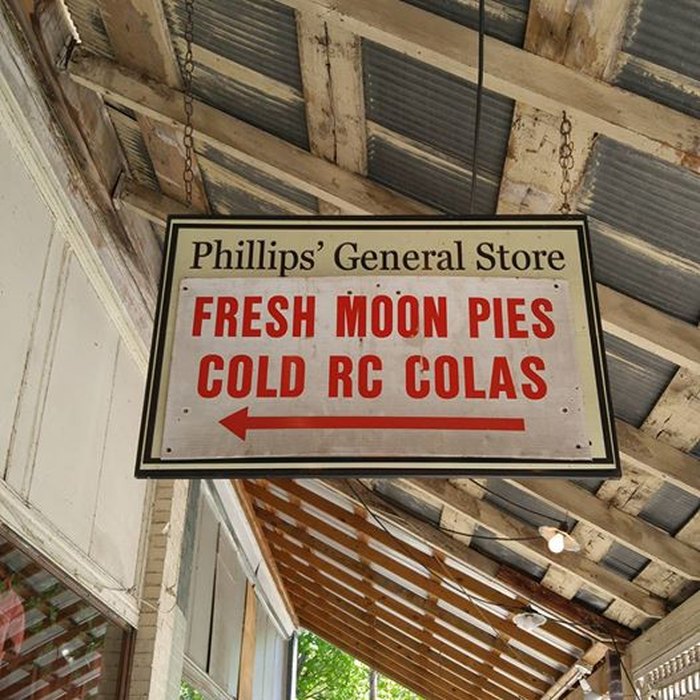 Phillips’ General Store
FRESH MOON PIES
COLD RC COLAS